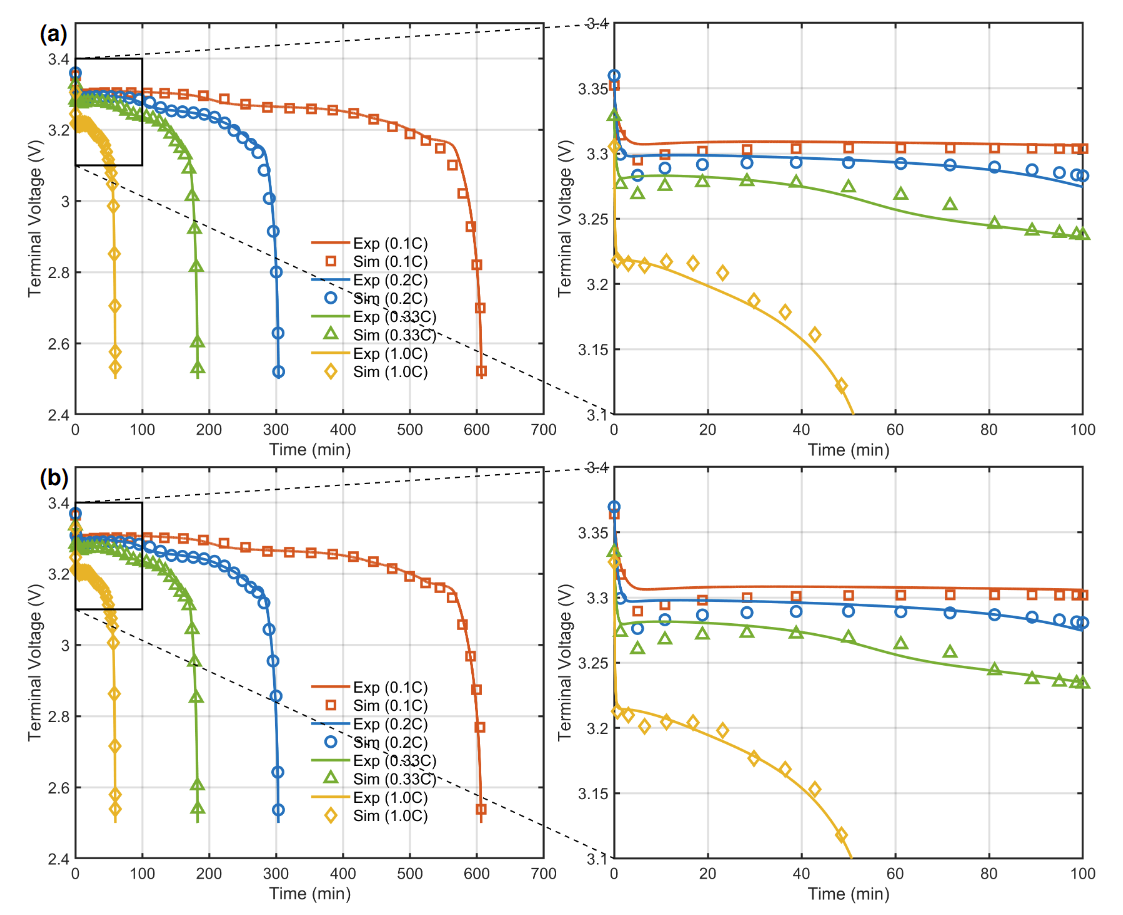 (a)
3.4
3.2
3
2.8
2.6
2.4
Terminal Voltage (V)
0 100 200 300 400 500 600 700
Time (min)
Exp (0.1C)
Sim (0.1C)
Exp (0.2C)
Sim (0.2C)
Exp (0.33C)
Sim (0.33C)
Exp (1.0C)
Sim (1.0C)
3.4
3.35
3.3
3.25
3.2
3.15
3.1
Terminal Voltage (V)
0 20 40 60 80 100
Time (min)
(b)
3.4
3.2
3
2.8
2.6
2.4
Terminal Voltage (V)
0 100 200 300 400 500 600 700
Time (min)
Exp (0.1C)
Sim (0.1C)
Exp (0.2C)
Sim (0.2C)
Exp (0.33C)
Sim (0.33C)
Exp (1.0C)
Sim (1.0C)
3.4
3.35
3.3
3.25
3.2
3.15
3.1
Terminal Voltage (V)
0 20 40 60 80 100
Time (min)